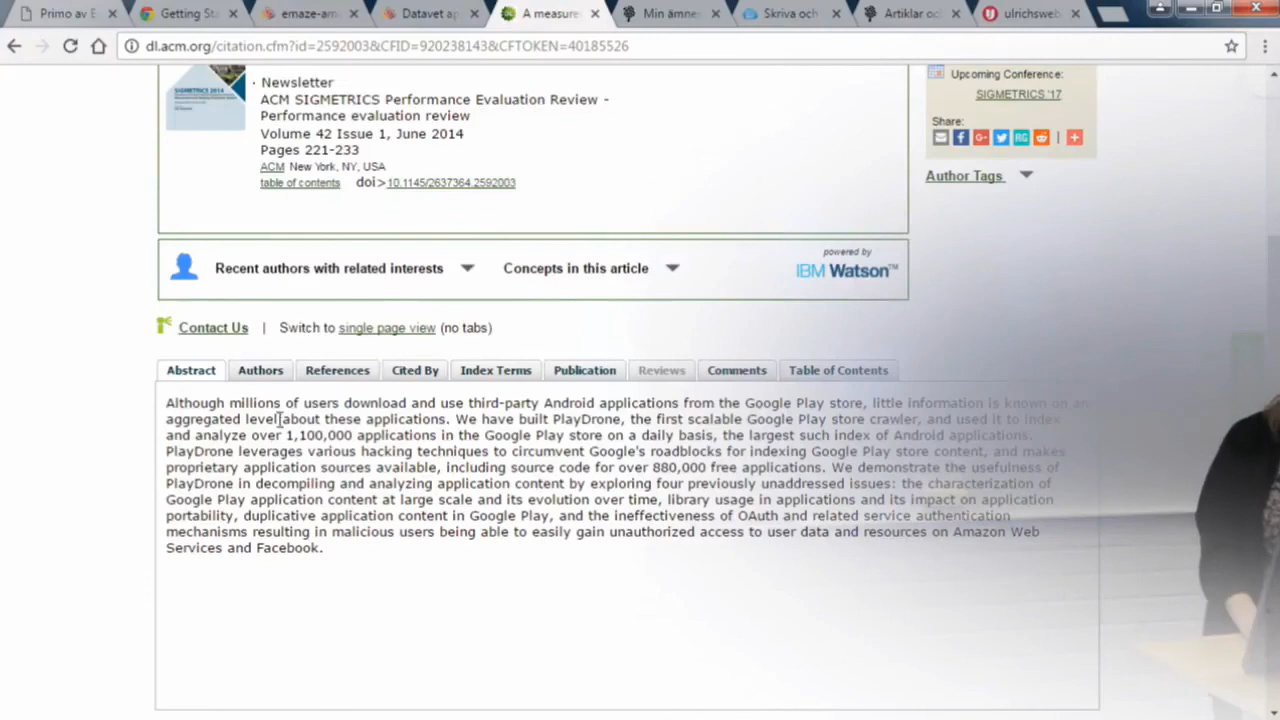 Primo av E
Getting St
emaze-am
Datavet ap
A measure
Min ämnes
Skriva och
Artiklar oc
ulrichsweb
dl.acm.org/citation.cfm?id=2592003&CFID=920238143&CFTOKEN=40185526
· Newsletter
ACM SIGMETRICS Performance Evaluation Review -
Performance evaluation review
Volume 42 Issue 1, June 2014
Pages 221-233
ACM New York, NY, USA
table of contents doi>10.1145/2637364.2592003
SIGMETRICS 2014
Upcoming Conference:
SIGMETRICS '17
Share:
RG
|
Author Tags
Recent authors with related interests
Concepts in this article
powered by
IBM Watson™
Contact Us | Switch to single page view (no tabs)
Abstract Authors References Cited By Index Terms Publication Reviews Comments Table of Contents
Although millions of users download and use third-party Android applications from the Google Play store, little information is known on an
aggregated level about these applications. We have built PlayDrone, the first scalable Google Play store crawler, and used it to index
and analyze over 1,100,000 applications in the Google Play store on a daily basis, the largest such index of Android applications.
PlayDrone leverages various hacking techniques to circumvent Google's roadblocks for indexing Google Play store content, and makes
proprietary application sources available, including source code for over 880,000 free applications. We demonstrate the usefulness of
PlayDrone in decompiling and analyzing application content by exploring four previously unaddressed issues: the characterization of
Google Play application content at large scale and its evolution over time, library usage in applications and its impact on application
portability, duplicative application content in Google Play, and the ineffectiveness of OAuth and related service authentication
mechanisms resulting in malicious users being able to easily gain unauthorized access to user data and resources on Amazon Web
Services and Facebook.